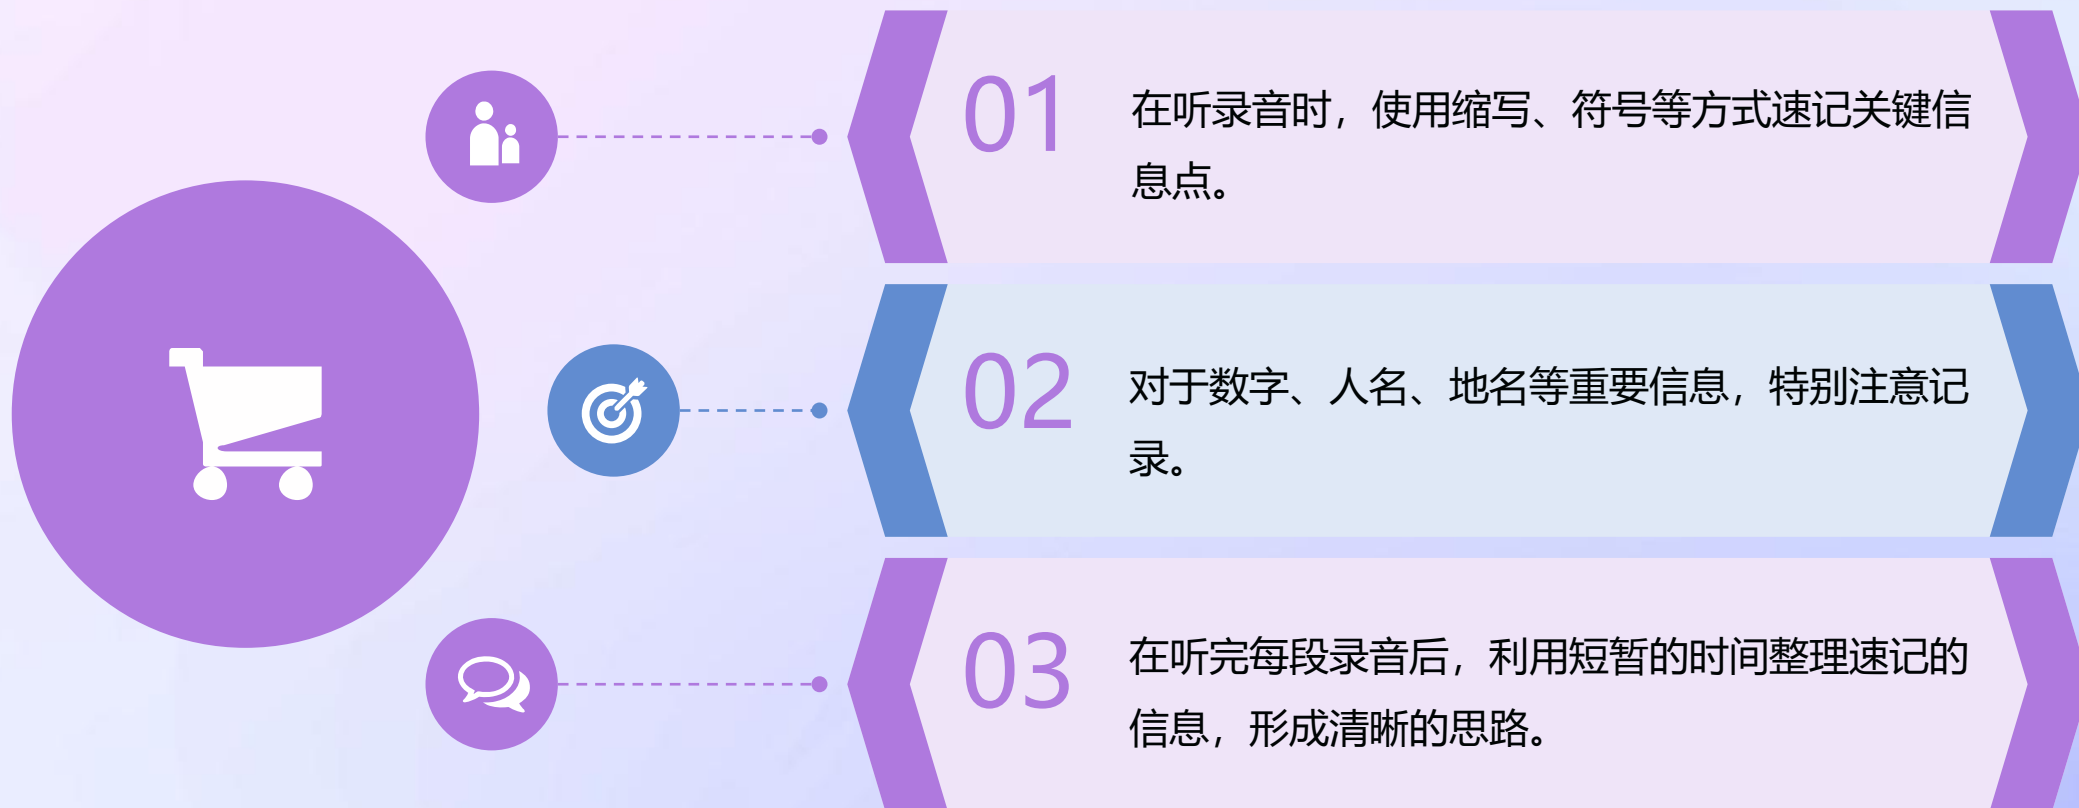 01
在听录音时，使用缩写、符号等方式速记关键信
息点。
02
对于数字、人名、地名等重要信息，特别注意记
录。
03
在听完每段录音后，利用短暂的时间整理速记的
信息，形成清晰的思路。